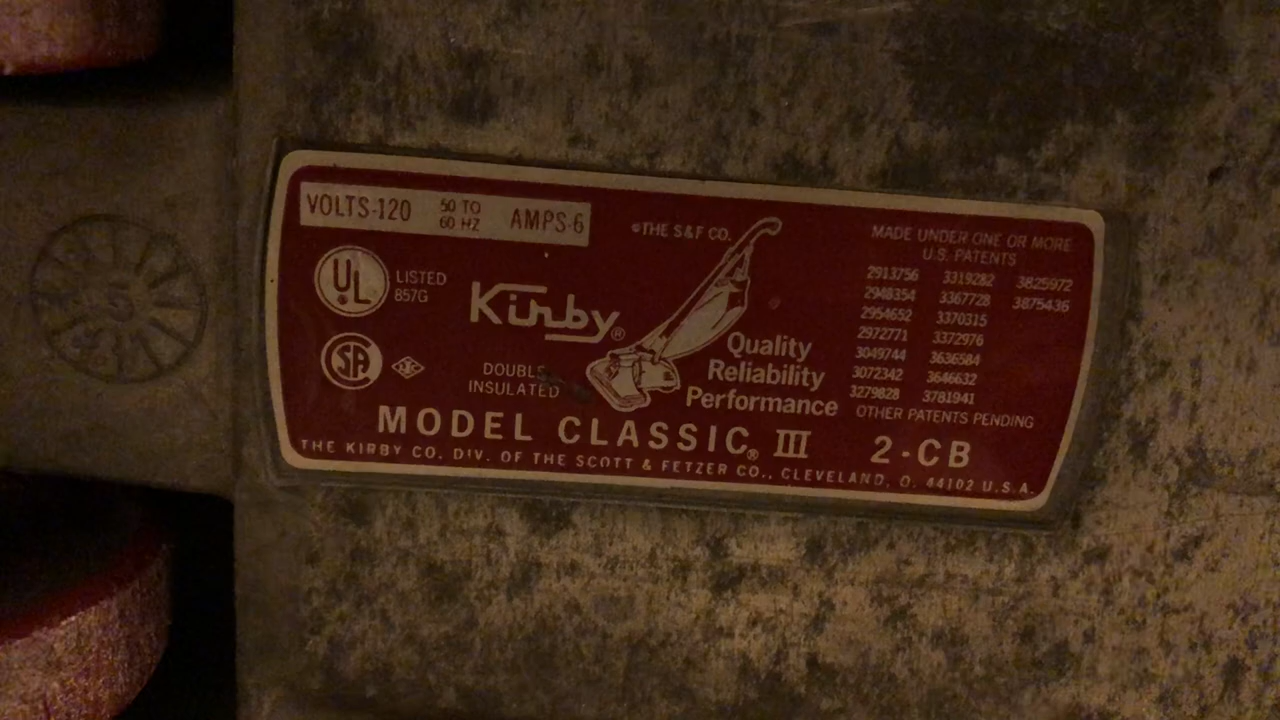 VOLTS-120 50 TO 60 HZ AMPS-6
©THE S&F CO.
UL®
LISTED
857G
Kirby®
SA
DOUBLE
INSULATED
Quality
Reliability
Performance
MADE UNDER ONE OR MORE
U.S. PATENTS
2913756 3319282 3825972
2948354 3367728 3875436
2954652 3370315
2972771 3372976
3049744 3636584
3072342 3646632
3279828 3781941
OTHER PATENTS PENDING
MODEL CLASSIC® III 2-CB
THE KIRBY CO. DIV. OF THE SCOTT & FETZER CO., CLEVELAND, O. 44102 U.S.A.
5